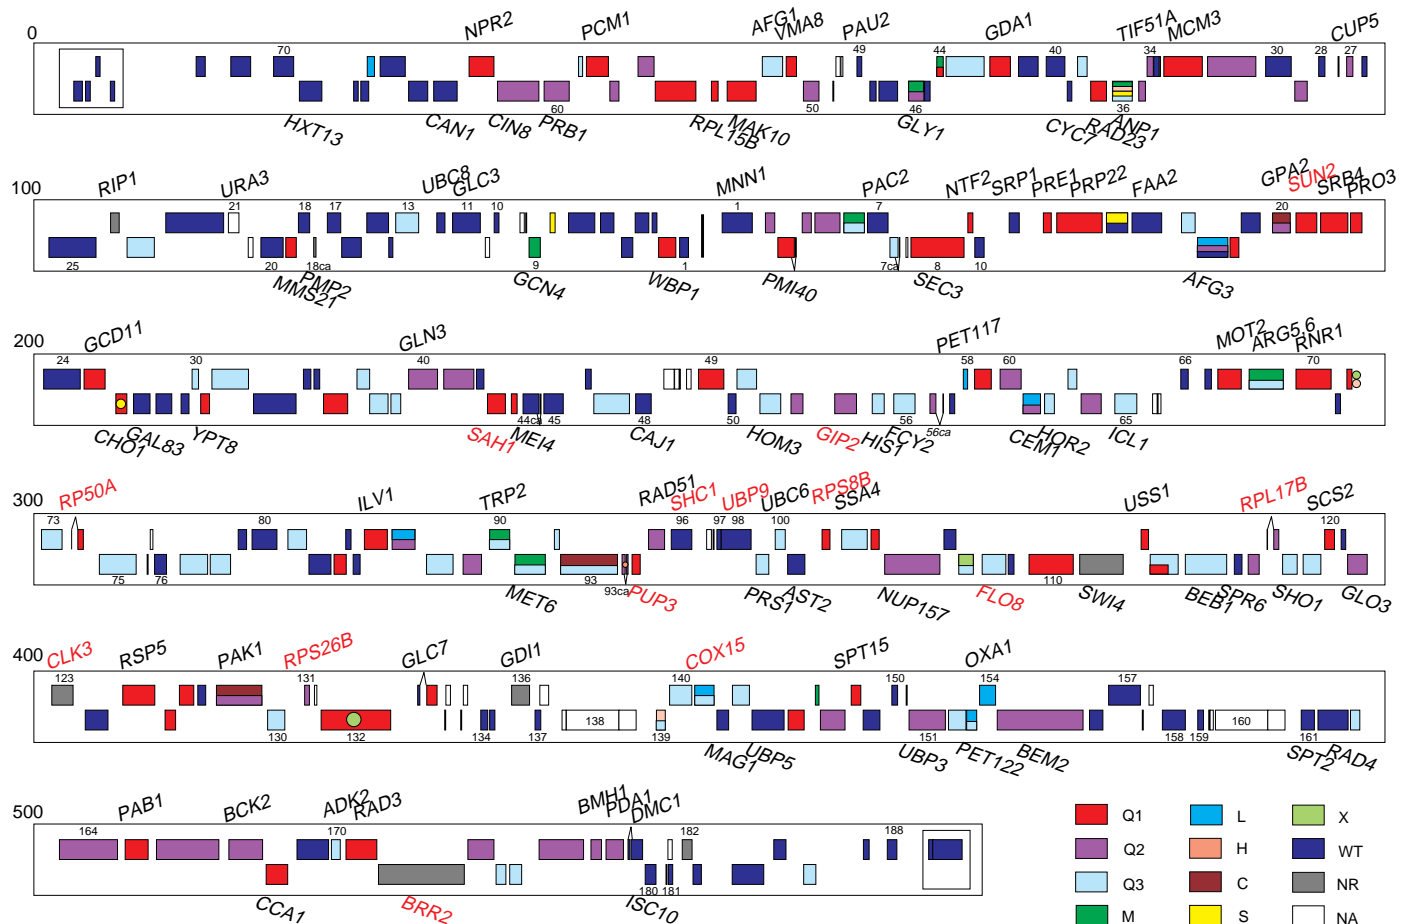 0
NPR2 PCM1 AFG1 VMA8 PAU2 GDA1 TIF51A MCM3 CUP5
70 49 44 40 34 30 28 27
60 50 46 36
HXT13 CAN1 CIN8 PRB1 RPL15B MAK10 GLY1 CYC7 RAD23 ANP1
100
RIP1 URA3 UBC8 GLC3 MNN1 PAC2 NTF2 SRP1 PRE1 PRP22 FAA2 GPA2 SUN2 SRB4 PRO3
21 18 17 13 11 10 1 7 20
25 20 18ca 9 1 7ca 8 10
MMS21 PMP2 GCN4 WBP1 PMI40 SEC3 AFG3
200
GCD11 GLN3 PET117 MOT2 ARG5,6 RNR1
24 30 40 49 58 60 66 70
44ca 45 48 50 56 56ca 65
CHO1 GAL83 YPT8 SAH1 MEI4 CAJ1 HOM3 GIP2 HIS1 FCY2 CEM1 HOR2 ICL1
300
RP50A ILV1 TRP2 RAD51 SHC1 UBP9 UBC6 RPS8B SSA4 USS1 RPL17B SCS2
73 80 90 96 97 98 100 120
75 76 93 93ca 110
MET6 PUP3 PRS1 AST2 NUP157 FLO8 SWI4 BEB1 SPR6 SHO1 GLO3
400
CLK3 RSP5 PAK1 RPS26B GLC7 GDI1 COX15 SPT15 OXA1
123 131 136 140 150 154 157
138 160
130 132 134 137 139 151 158 159 161
MAG1 UBP5 UBP3 PET122 BEM2 SPT2 RAD4
500
PAB1 BCK2 ADK2 RAD3 BMH1 PDA1 DMC1
164 170 182 188
180 181
CCA1 BRR2 ISC10
Q1 L X
Q2 H WT
Q3 C NR
M S NA